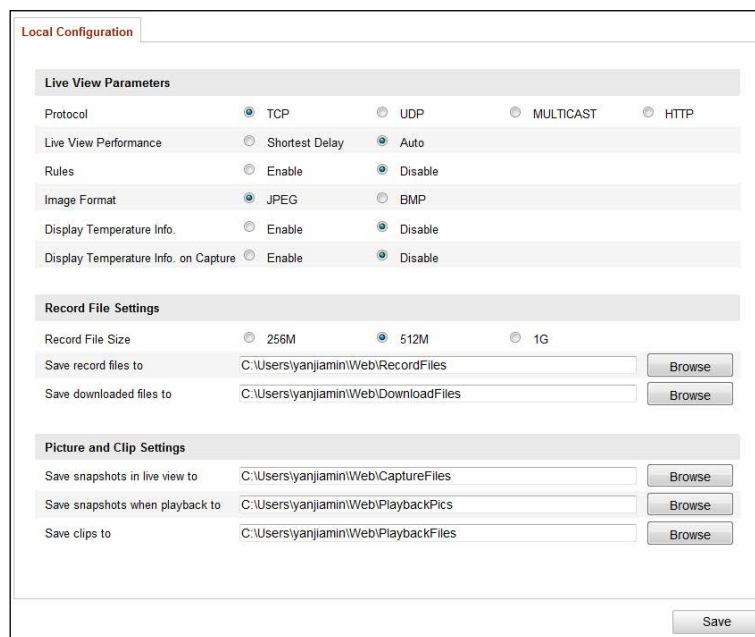 Local Configuration
Live View Parameters
Protocol TCP UDP MULTICAST HTTP
Live View Performance Shortest Delay Auto
Rules Enable Disable
Image Format JPEG BMP
Display Temperature Info. Enable Disable
Display Temperature Info. on Capture Enable Disable
Record File Settings
Record File Size 256M 512M 1G
Save record files to C:\Users\yanjiamin\Web\RecordFiles Browse
Save downloaded files to C:\Users\yanjiamin\Web\DownloadFiles Browse
Picture and Clip Settings
Save snapshots in live view to C:\Users\yanjiamin\Web\CaptureFiles Browse
Save snapshots when playback to C:\Users\yanjiamin\Web\PlaybackPics Browse
Save clips to C:\Users\yanjiamin\Web\PlaybackFiles Browse
Save